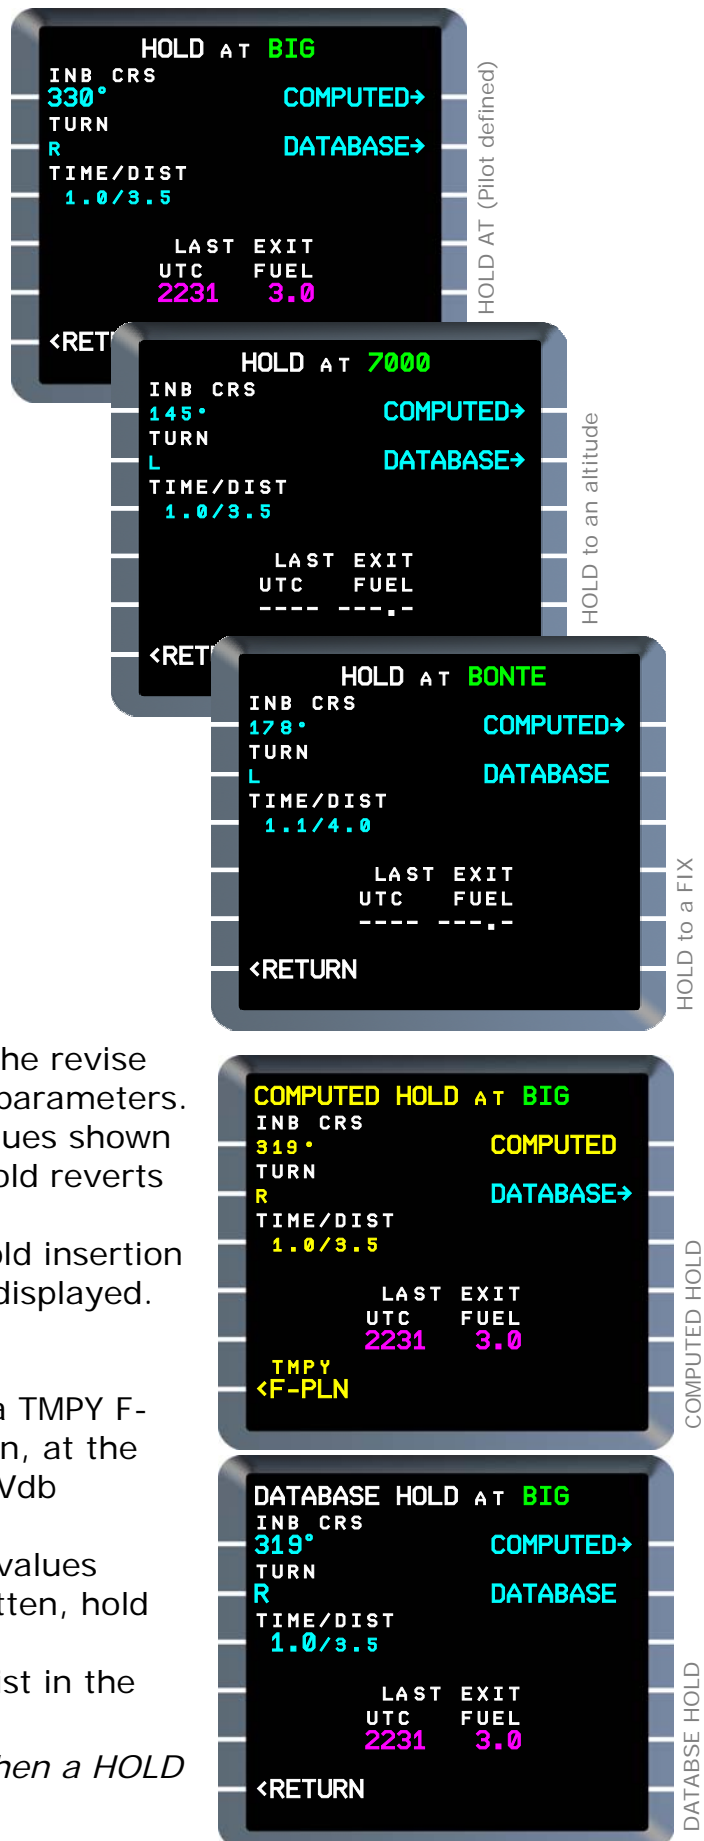 HOLD AT BIG
INB CRS
330°
COMPUTED→
TURN
R
DATABASE→
TIME/DIST
1.0/3.5
LAST EXIT
UTC FUEL
2231 3.0
<RET
HOLD AT (Pilot defined)
HOLD AT 7000
INB CRS
145°
COMPUTED→
TURN
L
DATABASE→
TIME/DIST
1.0/3.5
LAST EXIT
UTC FUEL
---- ---.-
<RET
HOLD to an altitude
HOLD AT BONTE
INB CRS
178°
COMPUTED→
TURN
L
DATABASE
TIME/DIST
1.1/4.0
LAST EXIT
UTC FUEL
---- ---.-
<RETURN
HOLD to a FIX
he revise
parameters.
ues shown
old reverts
old insertion
displayed.
a TMPY F-
n, at the
Vdb
values
tten, hold
ist in the
hen a HOLD
COMPUTED HOLD AT BIG
INB CRS
319°
COMPUTED
TURN
R
DATABASE→
TIME/DIST
1.0/3.5
LAST EXIT
UTC FUEL
2231 3.0
TMPY
<F-PLN
COMPUTED HOLD
DATABASE HOLD AT BIG
INB CRS
319°
COMPUTED→
TURN
R
DATABASE
TIME/DIST
1.0/3.5
LAST EXIT
UTC FUEL
2231 3.0
<RETURN
DATABSE HOLD